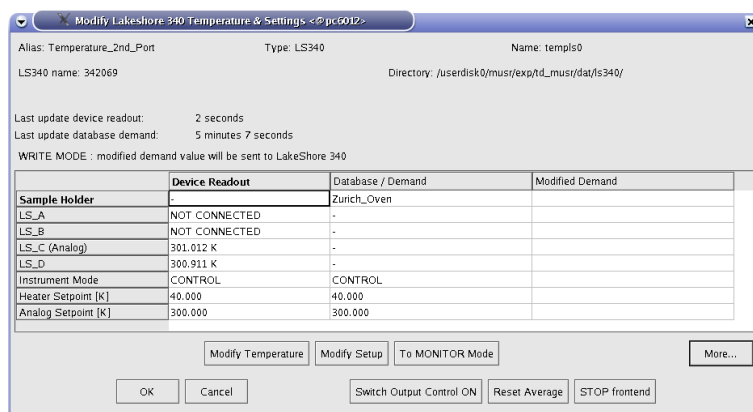 Modify Lakeshore 340 Temperature & Settings <@pc6012>
Alias: Temperature_2nd_Port Type: LS340 Name: templs0
LS340 name: 342069 Directory: /userdisk0/musr/exp/td_musr/dat/ls340/
Last update device readout: 2 seconds
Last update database demand: 5 minutes 7 seconds
WRITE MODE : modified demand value will be sent to LakeShore 340
Device Readout Database / Demand Modified Demand
Sample Holder - Zurich_Oven
LS_A NOT CONNECTED -
LS_B NOT CONNECTED -
LS_C (Analog) 301.012 K -
LS_D 300.911 K -
Instrument Mode CONTROL CONTROL
Heater Setpoint [K] 40.000 40.000
Analog Setpoint [K] 300.000 300.000
Modify Temperature Modify Setup To MONITOR Mode More...
OK Cancel Switch Output Control ON Reset Average STOP frontend